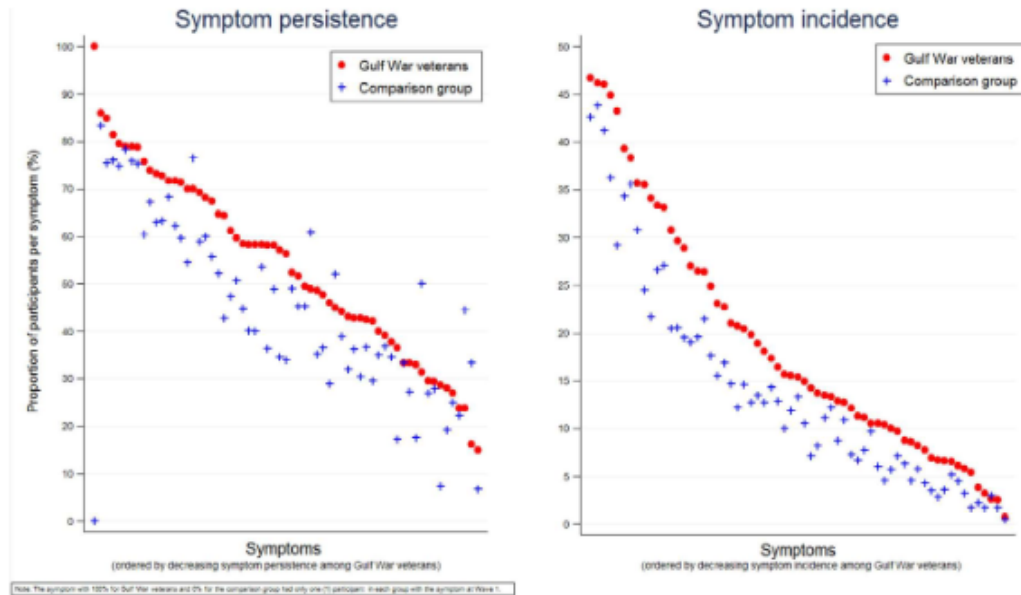 Symptom persistence
Gulf War veterans
Comparison group
Proportion of participants per symptom (%)
100
90
80
70
60
50
40
30
20
10
0
Symptoms
(ordered by decreasing symptom persistence among Gulf War veterans)
Note: The symptom with 100% for Gulf War veterans and 0% for the comparison group had only one (1) participant in each group with the symptom at Wave 1.
Symptom incidence
Gulf War veterans
Comparison group
50
45
40
35
30
25
20
15
10
5
0
Symptoms
(ordered by decreasing symptom incidence among Gulf War veterans)